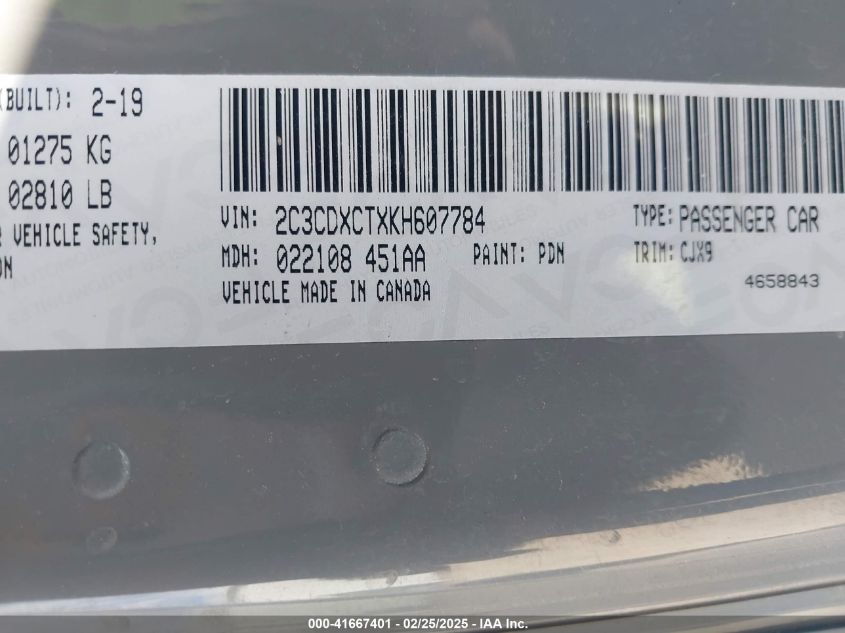 (BUILT): 2-19
01275 KG
02810 LB
VEHICLE SAFETY,
VIN: 2C3CDXCTXKH607784
TYPE: PASSENGER CAR
MDH: 022108 451AA
PAINT: PDN
TRIM: CJX9
VEHICLE MADE IN CANADA
4658843
000-41667401 - 02/25/2025 - IAA Inc.